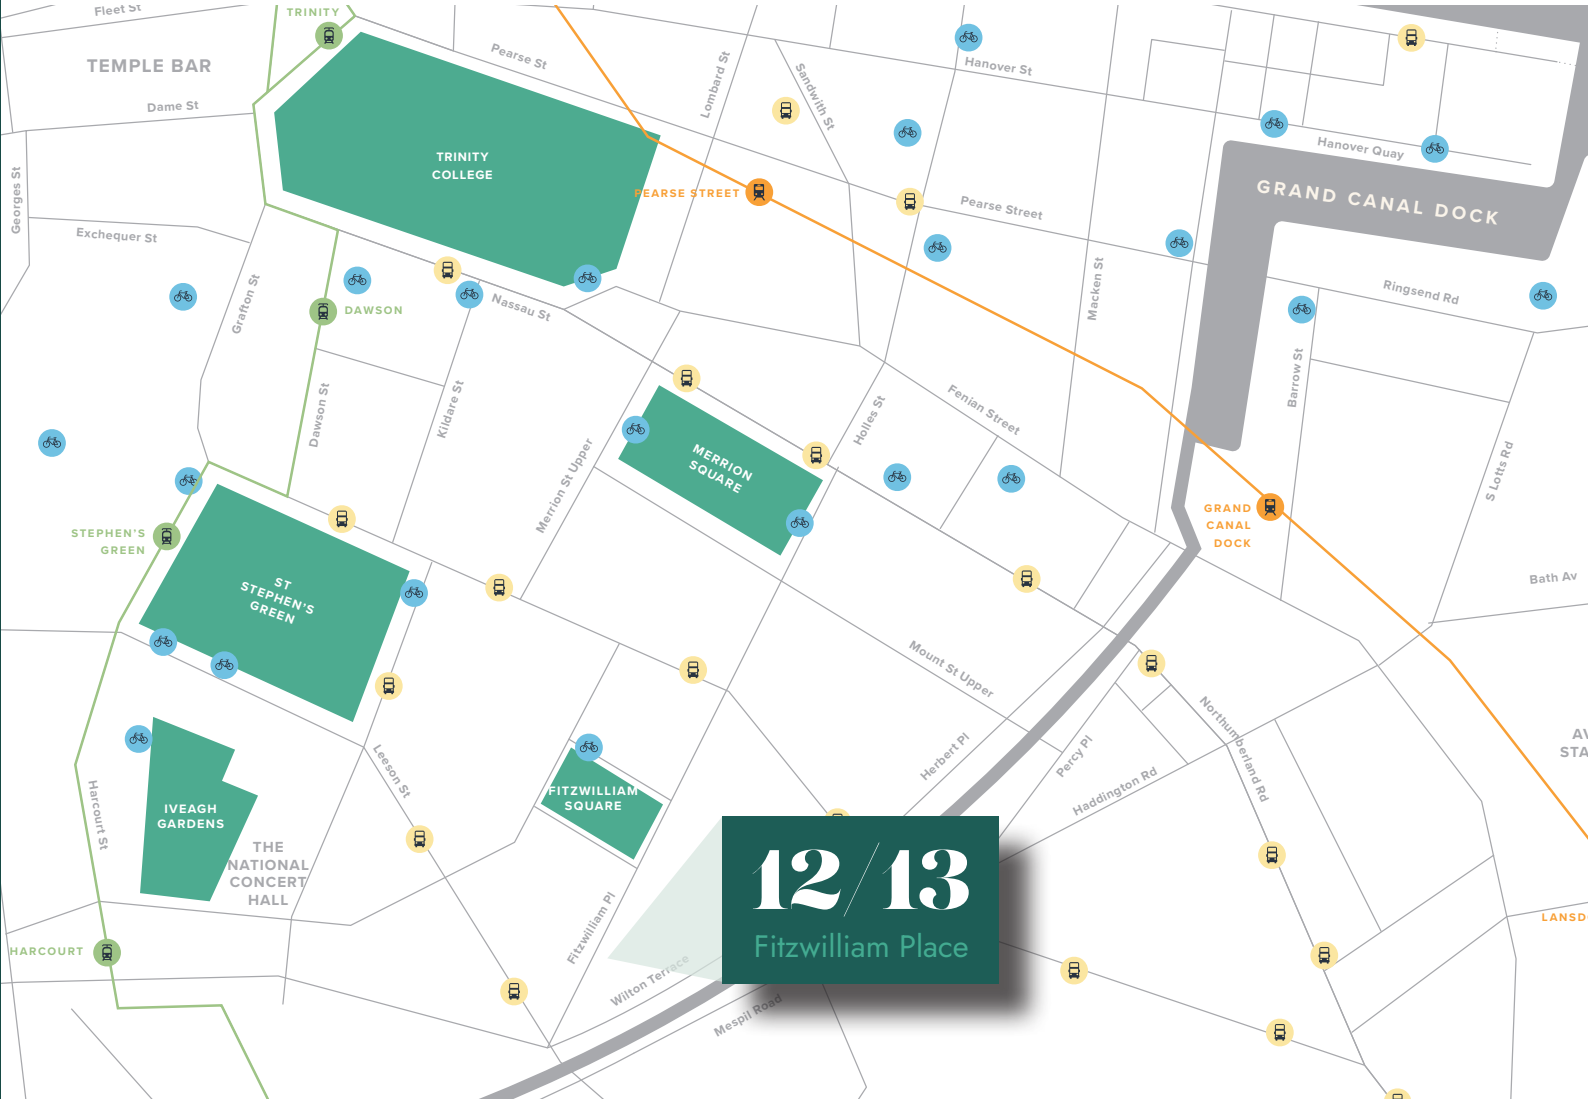 Fleet St
TRINITY
TEMPLE BAR
Pearse St
Lombard St
Sandwith St
Hanover St
Dame St
Hanover Quay
TRINITY
COLLEGE
PEARSE STREET
Pearse Street
GRAND CANAL DOCK
Georges St
Exchequer St
Grafton St
DAWSON
Nassau St
Macken St
Ringsend Rd
Dawson St
Kildare St
Merrion St Upper
MERRION
SQUARE
Holles St
Fenian Street
Barrow St
S Lotts Rd
STEPHEN'S
GREEN
GRAND
CANAL
DOCK
ST
STEPHEN'S
GREEN
Bath Av
Mount St Upper
Northumberland Rd
Herbert Pl
Percy Pl
Haddington Rd
Harcourt St
Leeson St
FITZWILLIAM
SQUARE
IVEAGH
GARDENS
THE
NATIONAL
CONCERT
HALL
12/13
Fitzwilliam Place
Fitzwilliam Pl
Wilton Terrace
Mespil Road
HARCOURT
AV
STA
LANSD